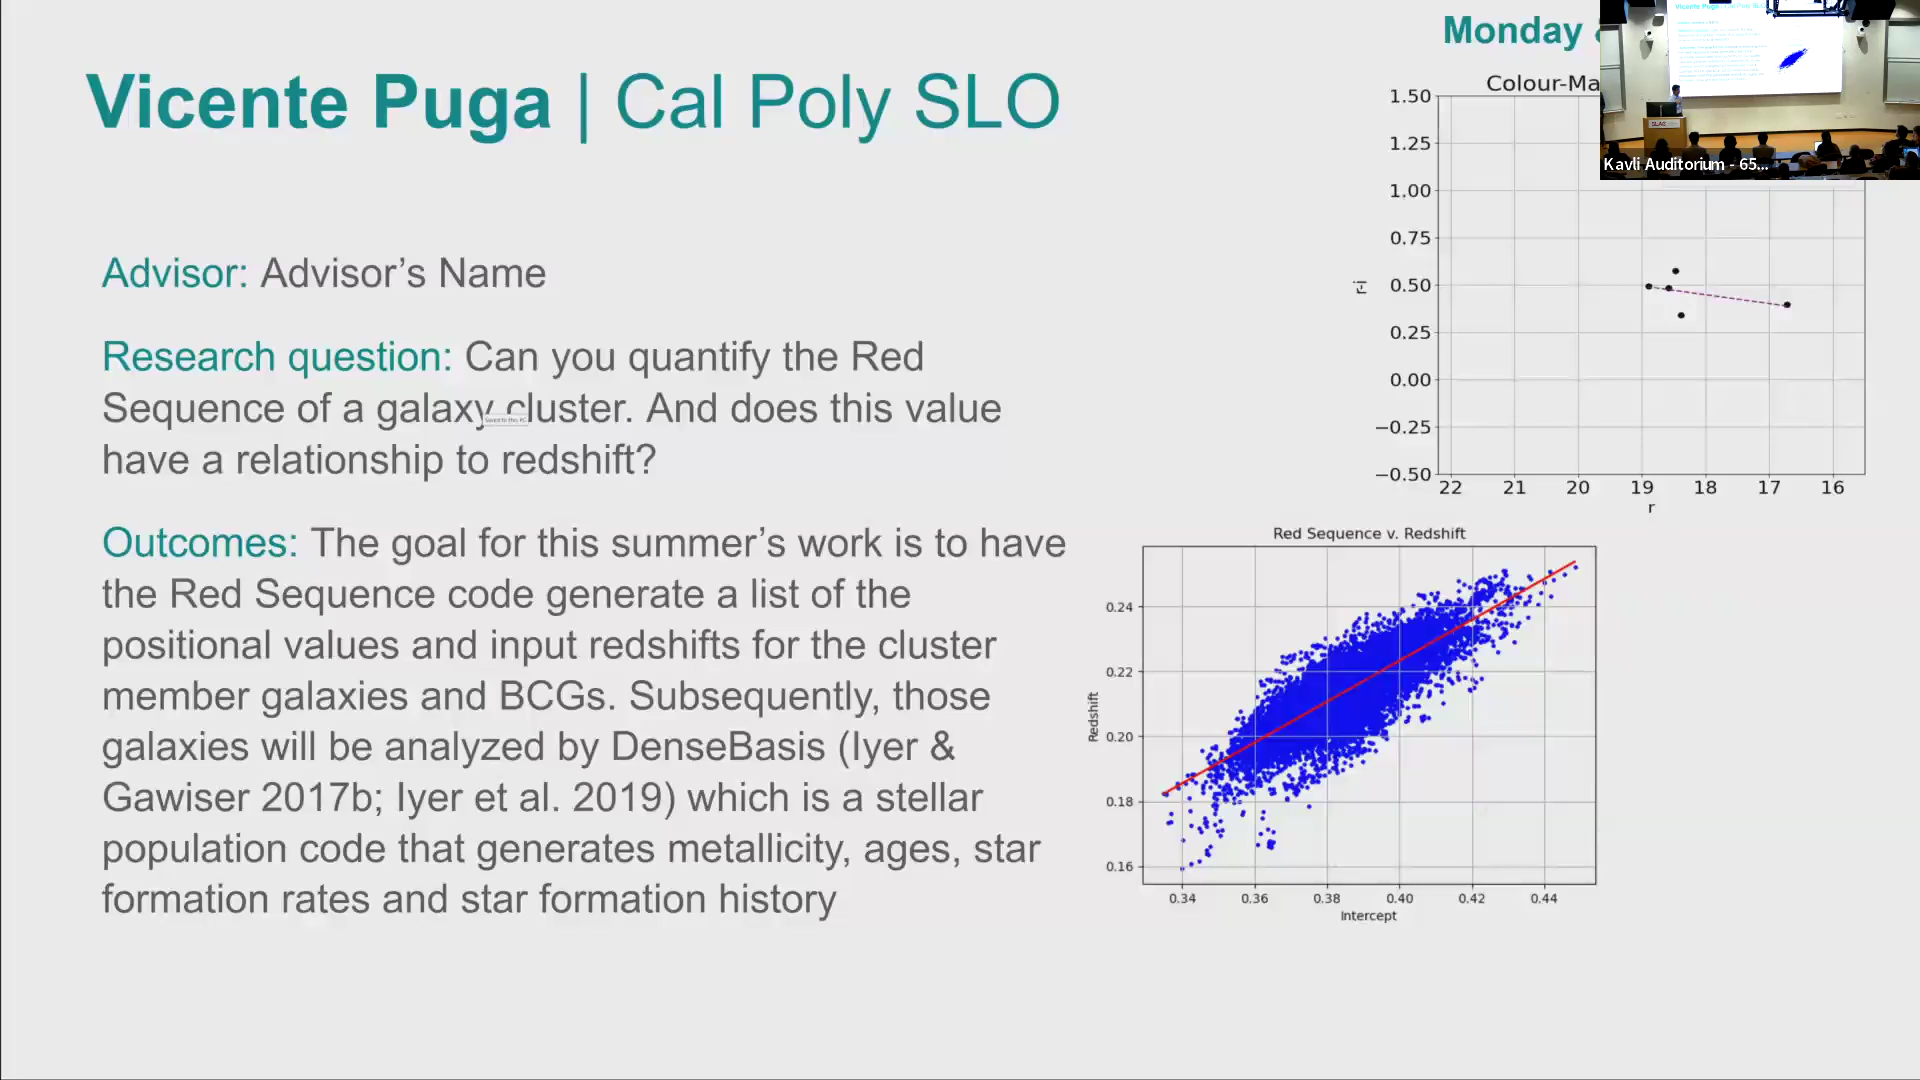 Monday
Vicente Puga | Cal Poly SLO
Advisor: Advisor's Name
Research question: Can you quantify the Red
Sequence of a galaxy cluster. And does this value
have a relationship to redshift?
Outcomes: The goal for this summer's work is to have
the Red Sequence code generate a list of the
positional values and input redshifts for the cluster
member galaxies and BCGs. Subsequently, those
galaxies will be analyzed by DenseBasis (Iyer &
Gawiser 2017b; Iyer et al. 2019) which is a stellar
population code that generates metallicity, ages, star
formation rates and star formation history
Colour-Ma
1.50
1.25
1.00
0.75
0.50
0.25
0.00
−0.25
−0.50
r-i
22 21 20 19 18 17 16
r
Red Sequence v. Redshift
0.24
0.22
0.20
0.18
0.16
Redshift
0.34 0.36 0.38 0.40 0.42 0.44
Intercept
Vicente Puga
SLAC
Kavli Auditorium - 65...